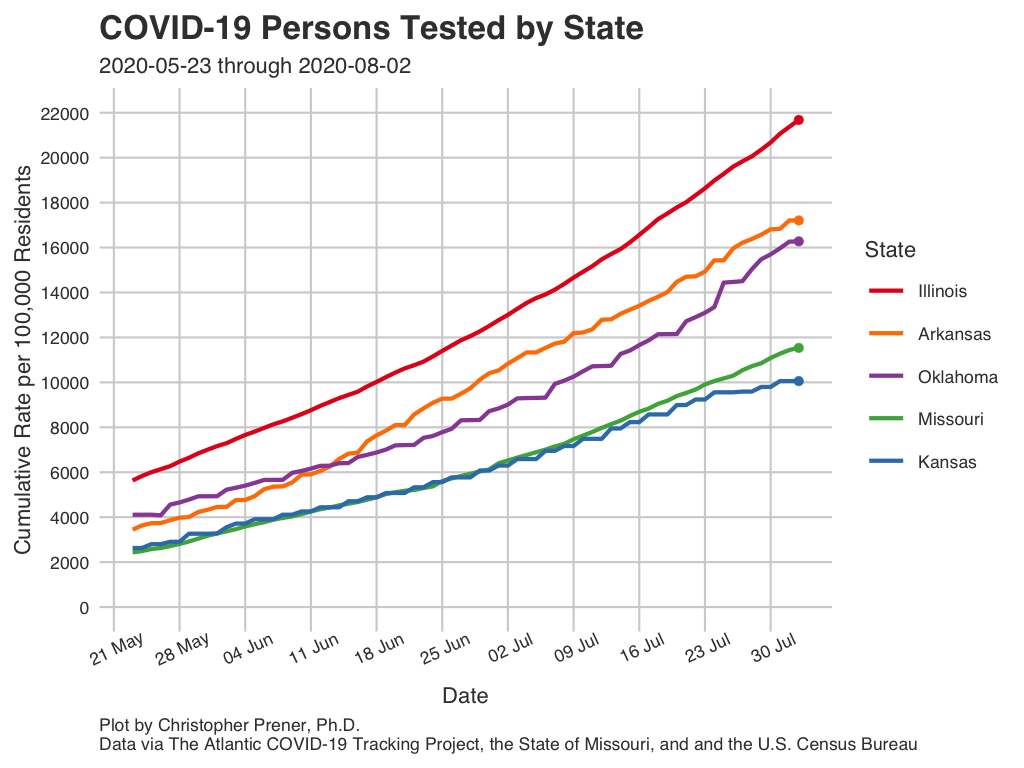 COVID-19 Persons Tested by State
2020-05-23 through 2020-08-02
Cumulative Rate per 100,000 Residents
22000
20000
18000
16000
14000
12000
10000
8000
6000
4000
2000
0
21 May
28 May
04 Jun
11 Jun
18 Jun
25 Jun
02 Jul
09 Jul
16 Jul
23 Jul
30 Jul
Date
State
Illinois
Arkansas
Oklahoma
Missouri
Kansas
Plot by Christopher Prener, Ph.D.
Data via The Atlantic COVID-19 Tracking Project, the State of Missouri, and and the U.S. Census Bureau